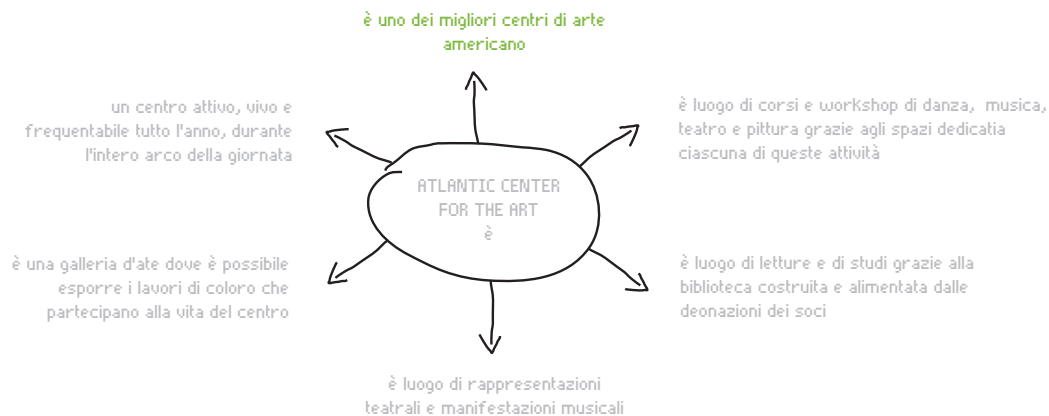 è uno dei migliori centri di arte
americano
un centro attivo, vivo e
frequentabile tutto l'anno, durante
l'intero arco della giornata
è luogo di corsi e workshop di danza, musica,
teatro e pittura grazie agli spazi dedicatia
ciascuna di queste attività
ATLANTIC CENTER
FOR THE ART
è
è una galleria d'ate dove è possibile
esporre i lavori di coloro che
partecipano alla vita del centro
è luogo di letture e di studi grazie alla
biblioteca costruita e alimentata dalle
deonazioni dei soci
è luogo di rappresentazioni
teatrali e manifestazioni musicali